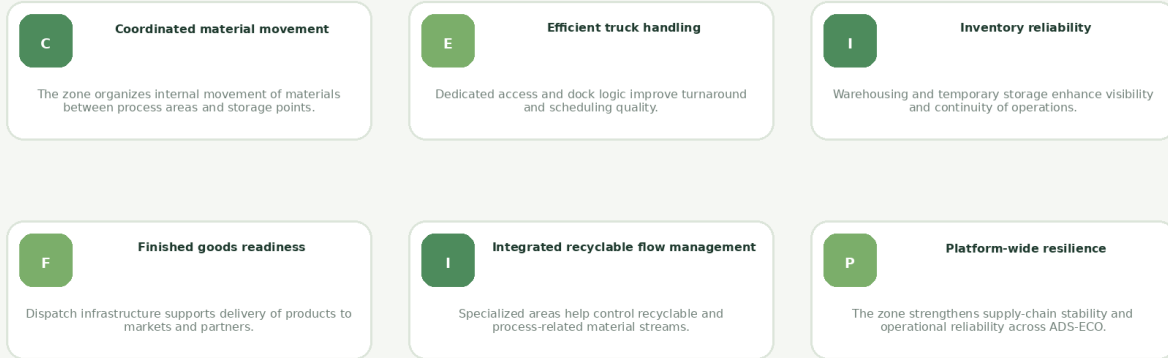 C
Coordinated material movement
The zone organizes internal movement of materials
between process areas and storage points.
E
Efficient truck handling
Dedicated access and dock logic improve turnaround
and scheduling quality.
I
Inventory reliability
Warehousing and temporary storage enhance visibility
and continuity of operations.
F
Finished goods readiness
Dispatch infrastructure supports delivery of products to
markets and partners.
I
Integrated recyclable flow management
Specialized areas help control recyclable and
process-related material streams.
P
Platform-wide resilience
The zone strengthens supply-chain stability and
operational reliability across ADS-ECO.